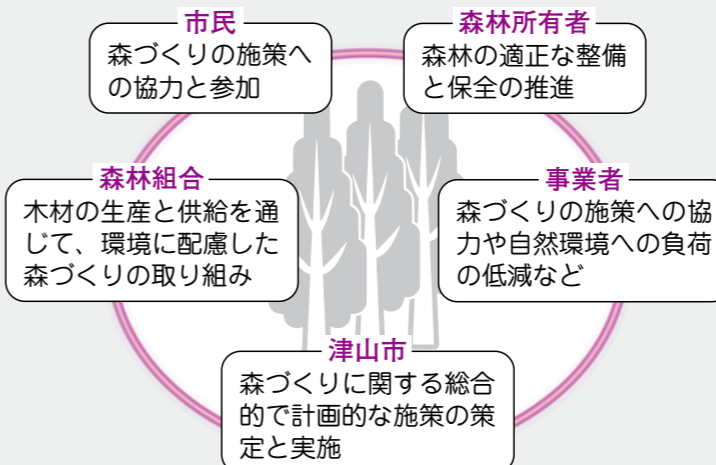 市民
森づくりの施策へ
の協力と参加
森林所有者
森林の適正な整備
と保全の推進
森林組合
木材の生産と供給を通
じて、環境に配慮した
森づくりの取り組み
事業者
森づくりの施策への協
力や自然環境への負荷
の低減など
津山市
森づくりに関する総合
的で計画的な施策の策
定と実施